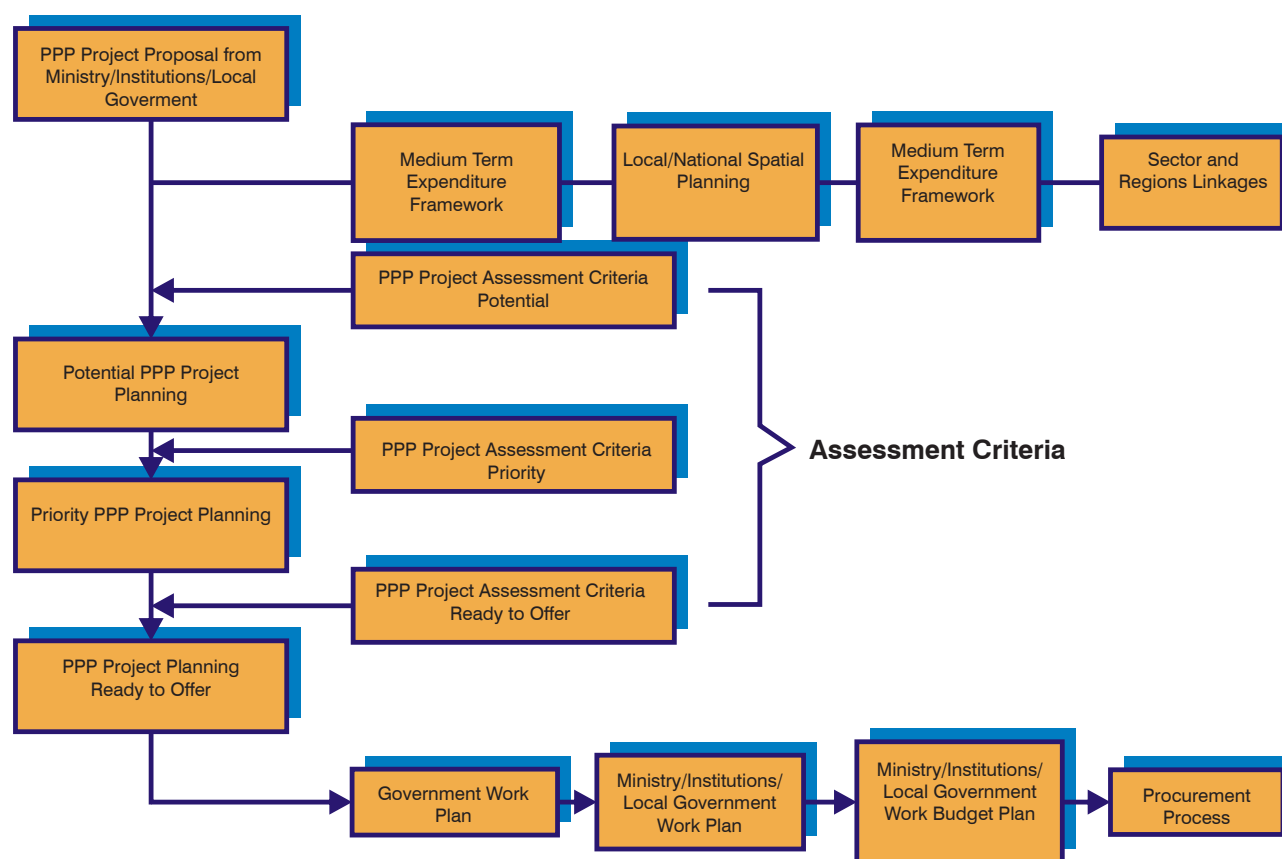 PPP Project Proposal from
Ministry/Institutions/Local
Goverment
Medium Term
Expenditure
Framework
Local/National Spatial
Planning
Medium Term
Expenditure
Framework
Sector and
Regions Linkages
PPP Project Assessment Criteria
Potential
Potential PPP Project
Planning
PPP Project Assessment Criteria
Priority
Assessment Criteria
Priority PPP Project Planning
PPP Project Assessment Criteria
Ready to Offer
PPP Project Planning
Ready to Offer
Government Work
Plan
Ministry/Institutions/
Local Government
Work Plan
Ministry/Institutions/
Local Government
Work Budget Plan
Procurement
Process